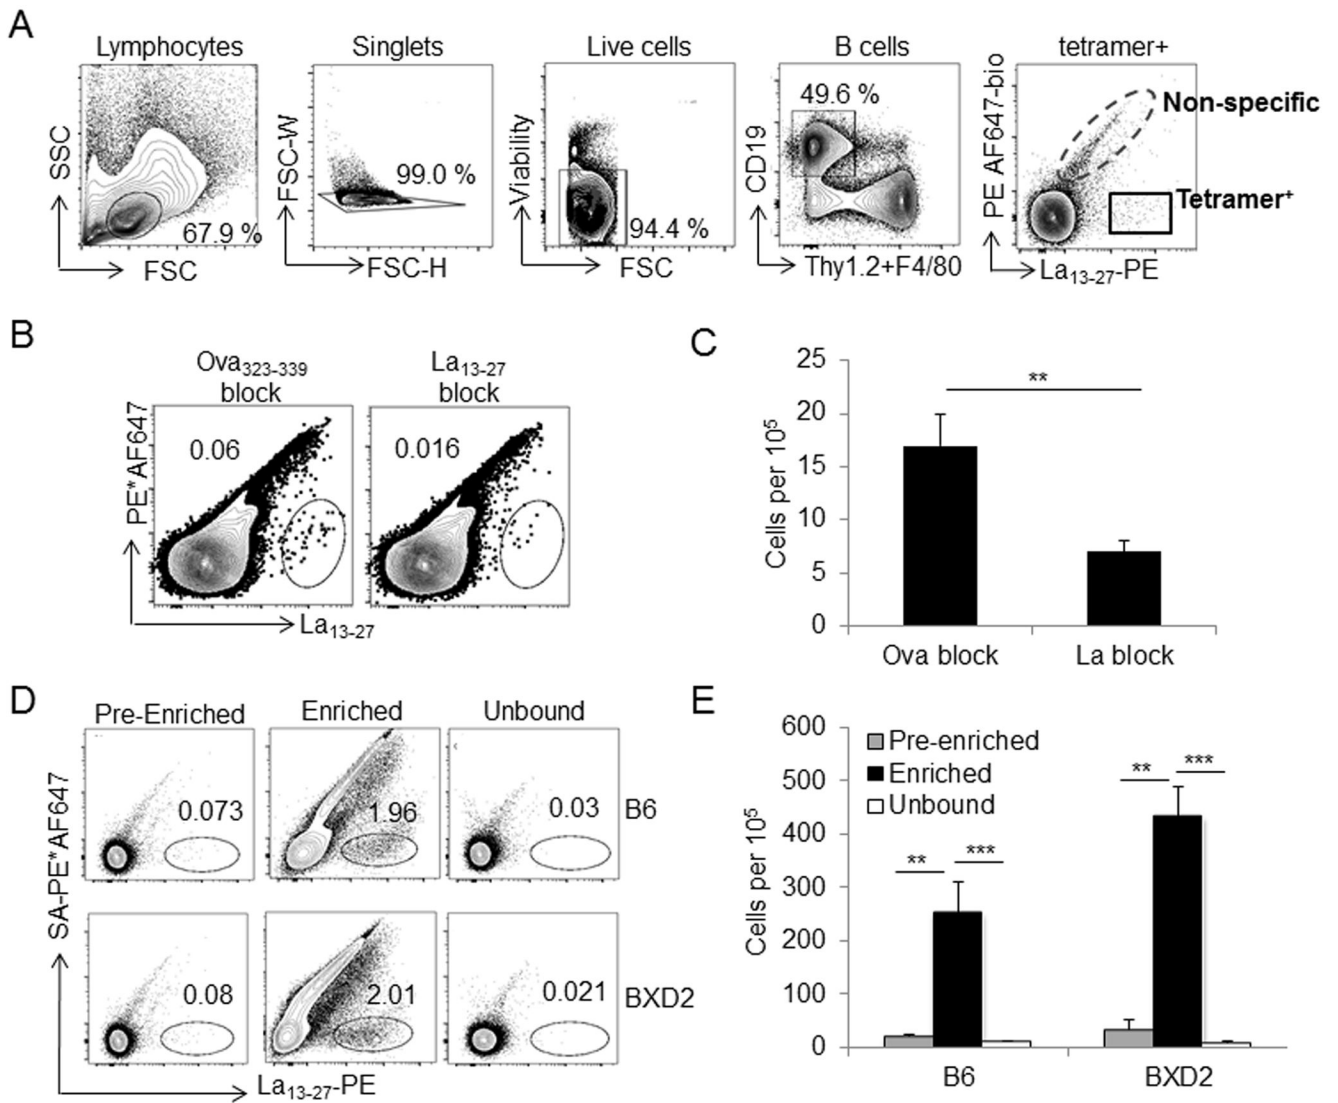 A
Lymphocytes
Singlets
Live cells
B cells
tetramer+
SSC
67.9 %
FSC
FSC-W
99.0 %
FSC-H
Viability
94.4 %
FSC
CD19
49.6 %
Thy1.2+F4/80
PE AF647-bio
Non-specific
Tetramer⁺
La₁₃₋₂₇-PE
B
Ova₃₂₃₋₃₃₉
block
La₁₃₋₂₇
block
PE*AF647
0.06
0.016
La₁₃₋₂₇
C
Cells per 10⁵
25
20
15
10
5
0
**
Ova block
La block
D
Pre-Enriched
Enriched
Unbound
SA-PE*AF647
0.073
1.96
0.03
B6
0.08
2.01
0.021
BXD2
La₁₃₋₂₇-PE
E
Cells per 10⁵
600
500
400
300
200
100
0
Pre-enriched
Enriched
Unbound
** ***
** ***
B6
BXD2